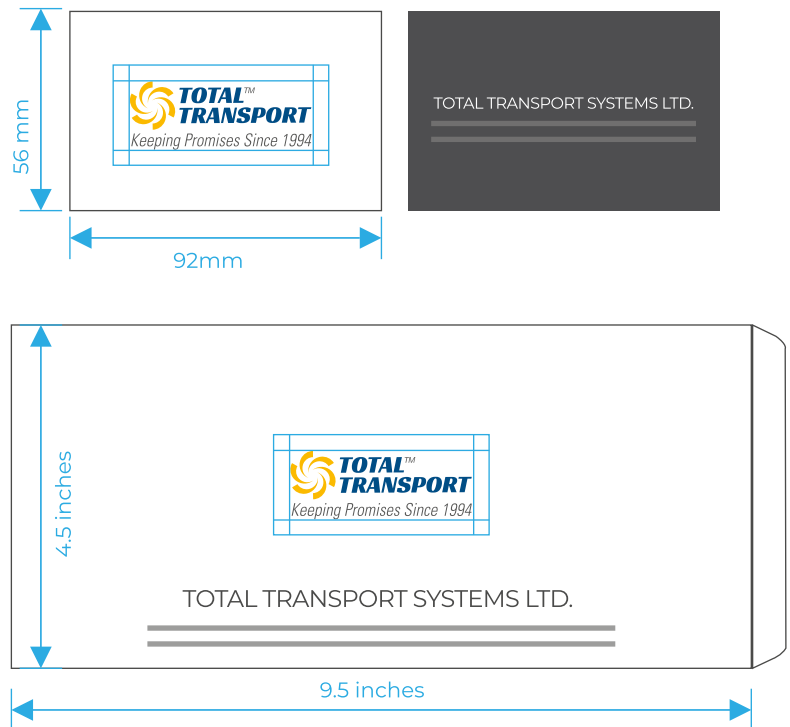 56 mm
TOTAL™
TRANSPORT
Keeping Promises Since 1994
92mm
TOTAL TRANSPORT SYSTEMS LTD.
4.5 inches
TOTAL™
TRANSPORT
Keeping Promises Since 1994
TOTAL TRANSPORT SYSTEMS LTD.
9.5 inches